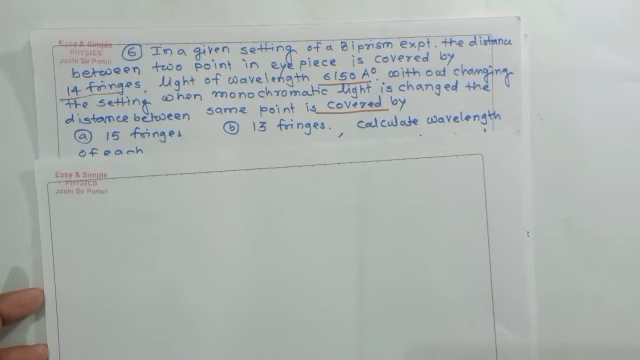 Easy & Simple
PHYSICS
Joshi Sir Parbhi
⑥ In a given setting of a Biprism expt. the distance
between two point in eye piece is covered by
14 fringes. Light of wavelength 6150 A° with out changing
the setting when monochromatic light is changed the
distance between same point is covered by
ⓐ 15 fringes ⓑ 13 fringes. Calculate wavelength
of each
Easy & Simple
PHYSICS
Joshi Sir